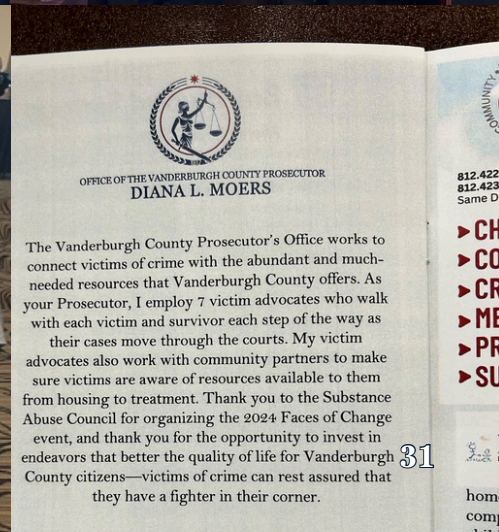 OFFICE OF THE VANDERBURGH COUNTY PROSECUTOR
DIANA L. MOERS
The Vanderburgh County Prosecutor's Office works to
connect victims of crime with the abundant and much-
needed resources that Vanderburgh County offers. As
your Prosecutor, I employ 7 victim advocates who walk
with each victim and survivor each step of the way as
their cases move through the courts. My victim
advocates also work with community partners to make
sure victims are aware of resources available to them
from housing to treatment. Thank you to the Substance
Abuse Council for organizing the 2024 Faces of Change
event, and thank you for the opportunity to invest in
endeavors that better the quality of life for Vanderburgh
County citizens—victims of crime can rest assured that
they have a fighter in their corner.
31
COMMUNITY
812.422
812.423
Same D
CH
CO
CR
ME
PR
SU
hom
comp